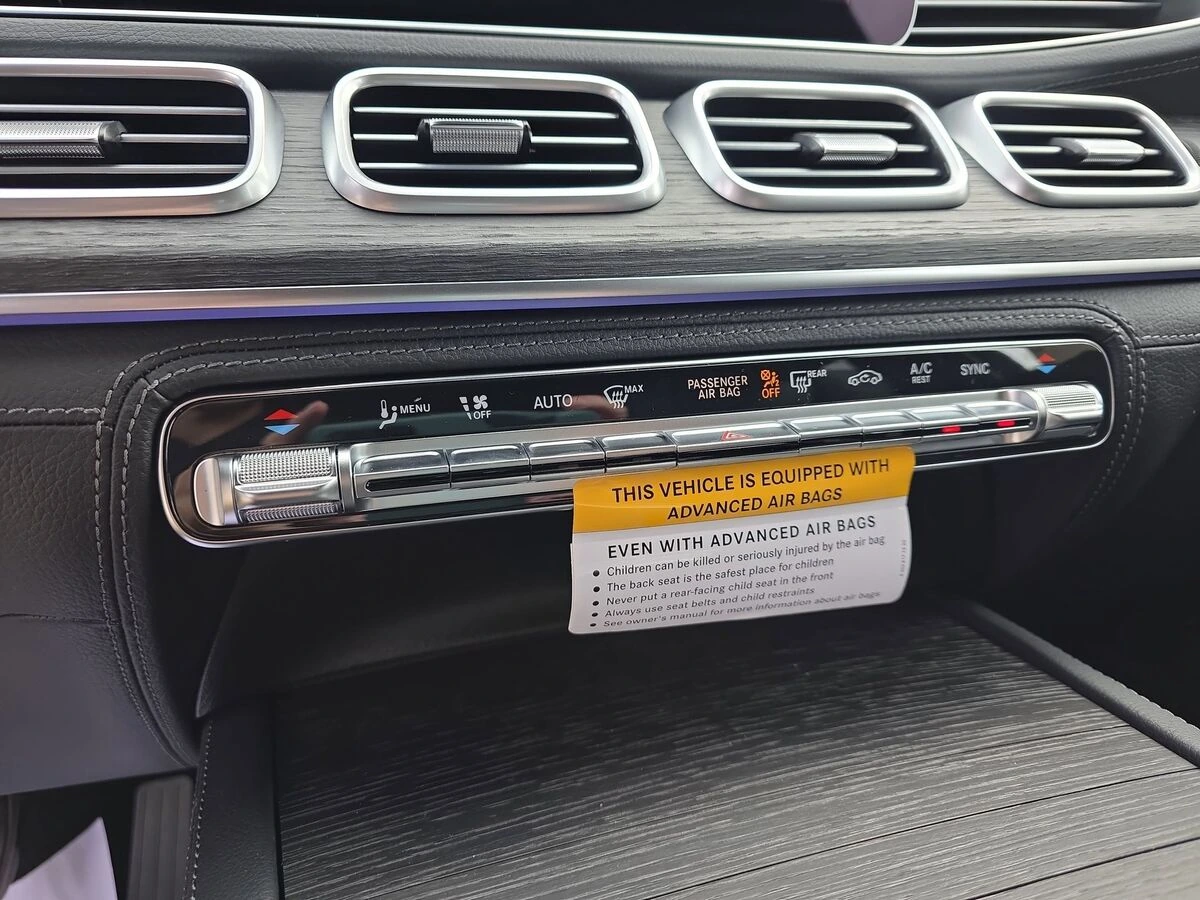 MENU
OFF
AUTO
MAX
PASSENGER
AIR BAG
2
OFF
REAR
A/C
REST
SYNC
THIS VEHICLE IS EQUIPPED WITH
ADVANCED AIR BAGS
EVEN WITH ADVANCED AIR BAGS
• Children can be killed or seriously injured by the air bag
• The back seat is the safest place for children
• Never put a rear-facing child seat in the front
• Always use seat belts and child restraints
• See owner's manual for more information about air bags